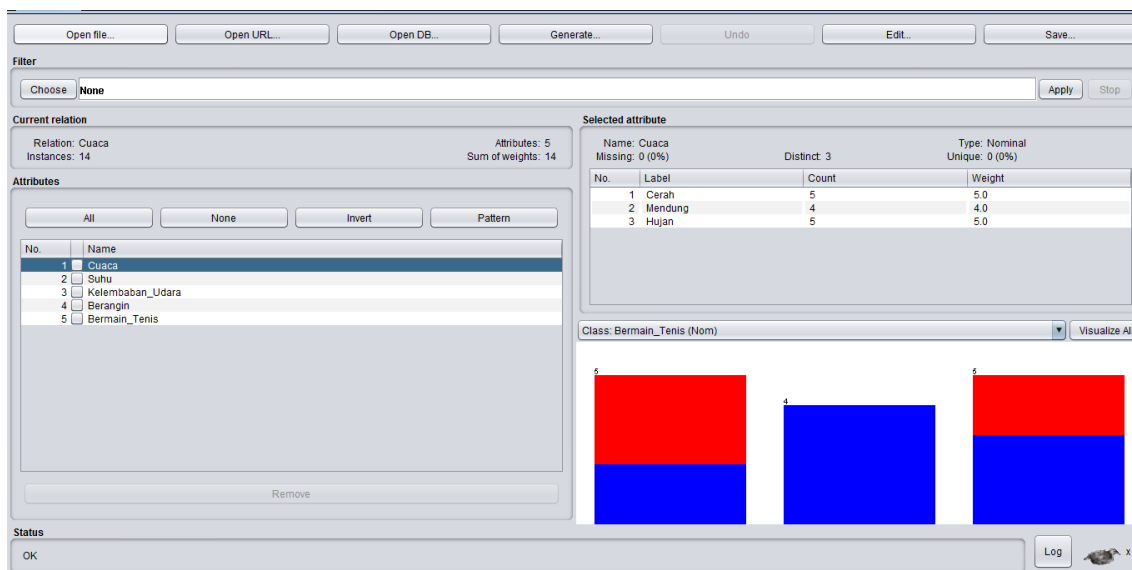 Open file... Open URL... Open DB... Generate... Undo Edit... Save...
Filter
Choose None Apply Stop
Current relation
Relation: Cuaca Attributes: 5
Instances: 14 Sum of weights: 14
Attributes
All None Invert Pattern
No. Name
1 Cuaca
2 Suhu
3 Kelembaban_Udara
4 Berangin
5 Bermain_Tenis
Remove
Selected attribute
Name: Cuaca Type: Nominal
Missing: 0 (0%) Distinct: 3 Unique: 0 (0%)
No. Label Count Weight
1 Cerah 5 5.0
2 Mendung 4 4.0
3 Hujan 5 5.0
Class: Bermain_Tenis (Nom) Visualize Al
5 4 5
Status
OK Log x